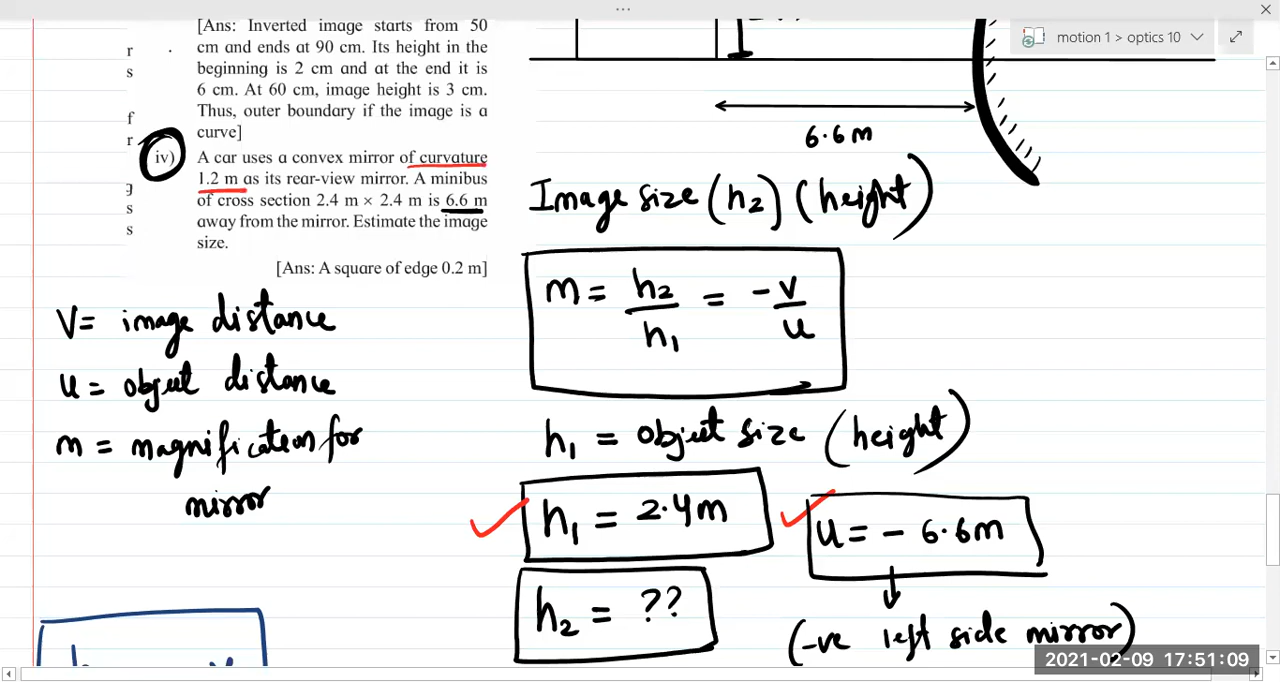 [Ans: Inverted image starts from 50
cm and ends at 90 cm. Its height in the
beginning is 2 cm and at the end it is
6 cm. At 60 cm, image height is 3 cm.
Thus, outer boundary if the image is a
curve]
iv) A car uses a convex mirror of curvature
1.2 m as its rear-view mirror. A minibus
of cross section 2.4 m × 2.4 m is 6.6 m
away from the mirror. Estimate the image
size.
[Ans: A square of edge 0.2 m]
r
s
f
r
g
s
s
V= image distance
u = object distance
m = magnification for
mirror
motion 1 > optics 10
6.6m
Image size (h2) (height)
m = h2/h1 = -v/u
h1 = object size (height)
h1 = 2.4m
u = - 6.6m
h2 = ??
(-ve left side mirror)
2021-02-09 17:51:09